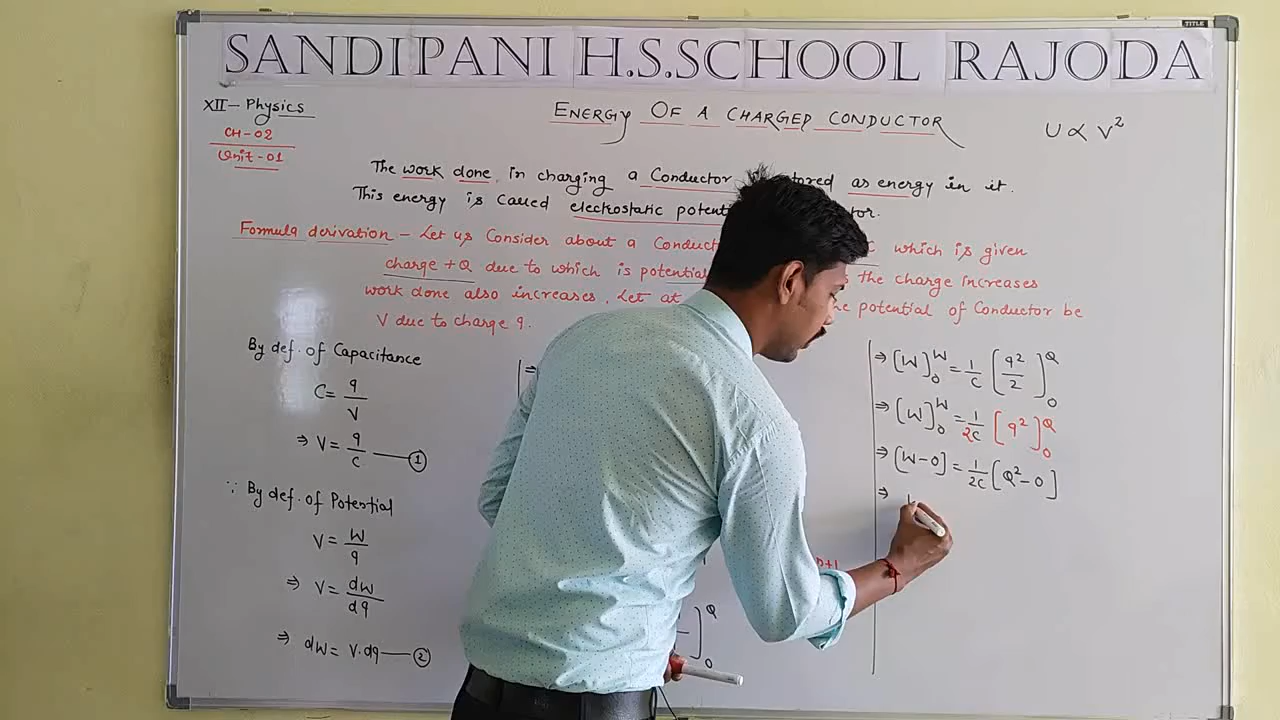 TITLE
SANDIPANI H.S.SCHOOL RAJODA
XII - Physics
CH-02
Unit-01
ENERGY OF A CHARGED CONDUCTOR
U ∝ V²
The work done in charging a Conductor as energy in it.
This energy is called electrostatic
Formula derivation - Let us Consider about a which is given
charge +Q due to which is potential the charge increases
work done also increases. Let at potential of Conductor be
V due to charge q.
By def. of Capacitance
C = q/V
⇒ V = q/C — ①
∵ By def. of Potential
V = W/q
⇒ V = dW/dq
⇒ dW = V.dq — ②
⇒
n+1
]₀^Q
⇒ [W]₀^W = 1/C [q²/2]₀^Q
⇒ [W]₀^W = 1/2C [q²]₀^Q
⇒ [W-0] = 1/2C [Q²-0]
⇒